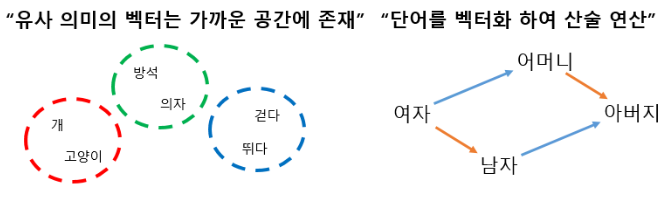 “유사 의미의 벡터는 가까운 공간에 존재”
방석
의자
개
고양이
걷다
뛰다
“단어를 벡터화 하여 산술 연산”
어머니
여자
아버지
남자